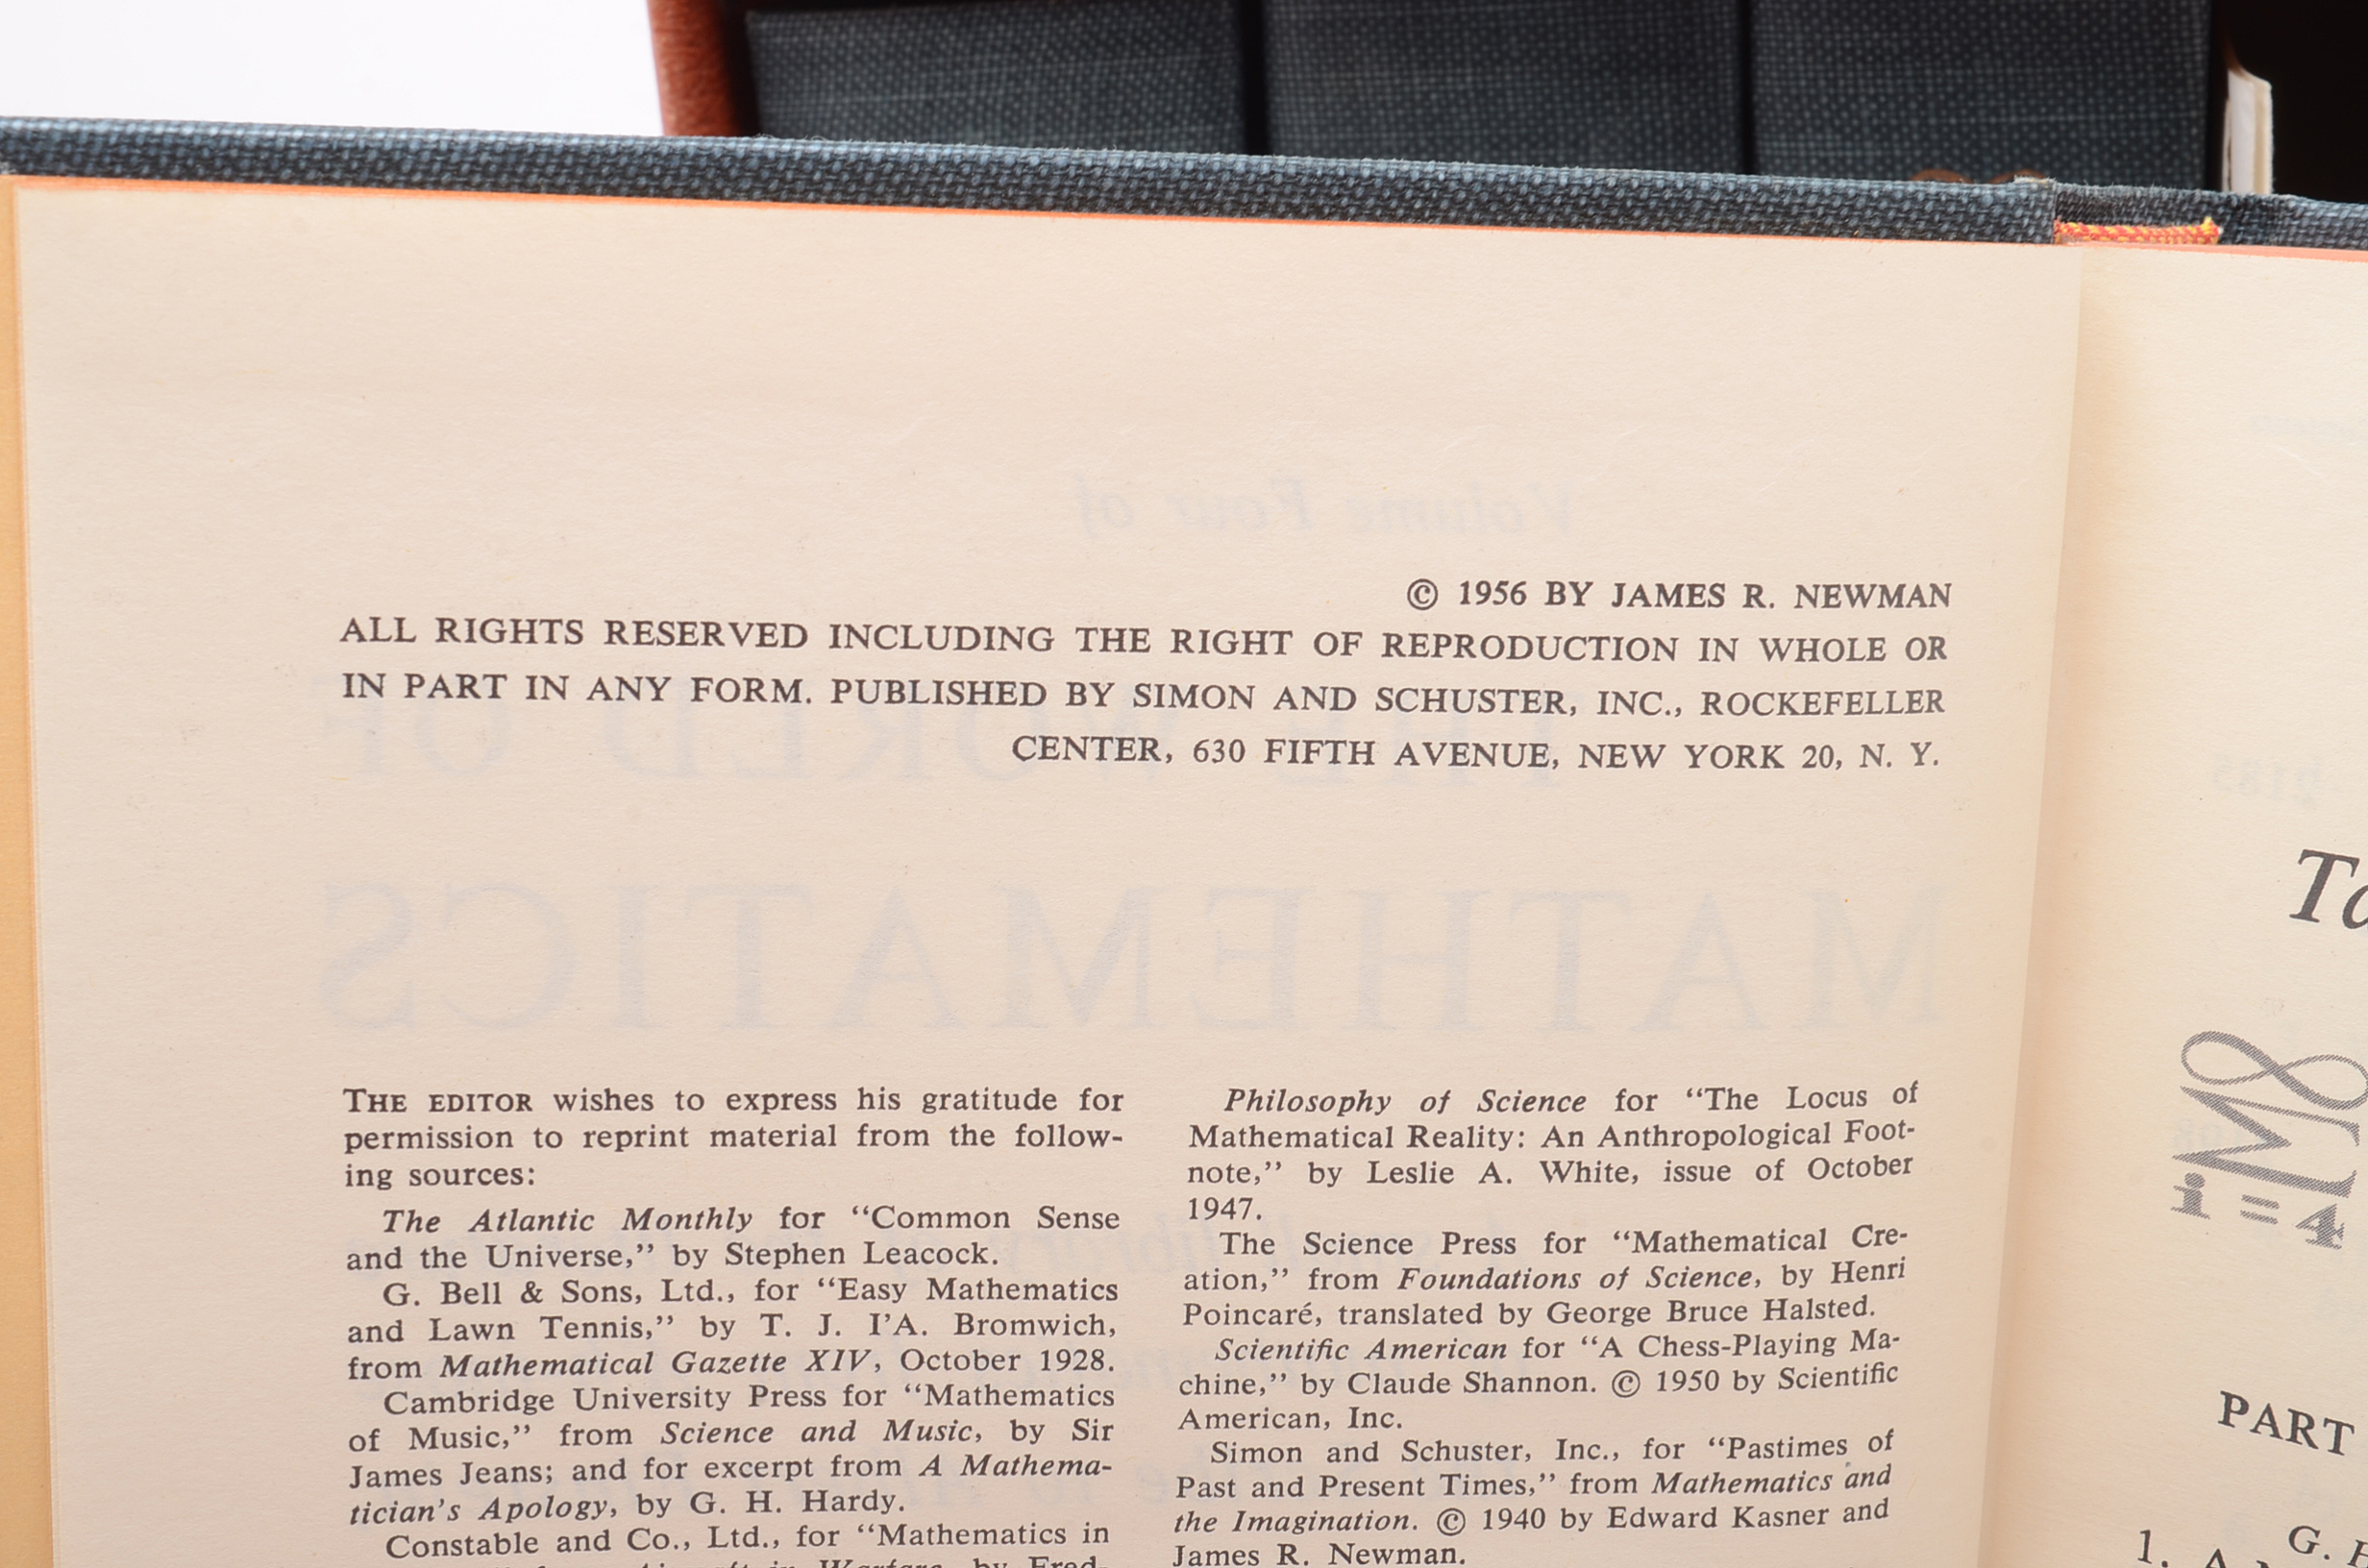 © 1956 BY JAMES R. NEWMAN
ALL RIGHTS RESERVED INCLUDING THE RIGHT OF REPRODUCTION IN WHOLE OR
IN PART IN ANY FORM. PUBLISHED BY SIMON AND SCHUSTER, INC., ROCKEFELLER
CENTER, 630 FIFTH AVENUE, NEW YORK 20, N. Y.
THE EDITOR wishes to express his gratitude for
permission to reprint material from the follow-
ing sources:
The Atlantic Monthly for “Common Sense
and the Universe,” by Stephen Leacock.
G. Bell & Sons, Ltd., for “Easy Mathematics
and Lawn Tennis,” by T. J. I’A. Bromwich,
from Mathematical Gazette XIV, October 1928.
Cambridge University Press for “Mathematics
of Music,” from Science and Music, by Sir
James Jeans; and for excerpt from A Mathema-
tician’s Apology, by G. H. Hardy.
Constable and Co., Ltd., for “Mathematics in
in Warfare, by Fred-
Philosophy of Science for “The Locus of
Mathematical Reality: An Anthropological Foot-
note,” by Leslie A. White, issue of October
1947.
The Science Press for “Mathematical Cre-
ation,” from Foundations of Science, by Henri
Poincaré, translated by George Bruce Halsted.
Scientific American for “A Chess-Playing Ma-
chine,” by Claude Shannon. © 1950 by Scientific
American, Inc.
Simon and Schuster, Inc., for “Pastimes of
Past and Present Times,” from Mathematics and
the Imagination. © 1940 by Edward Kasner and
James R. Newman.
M
i = 4
PART
G.
1. A